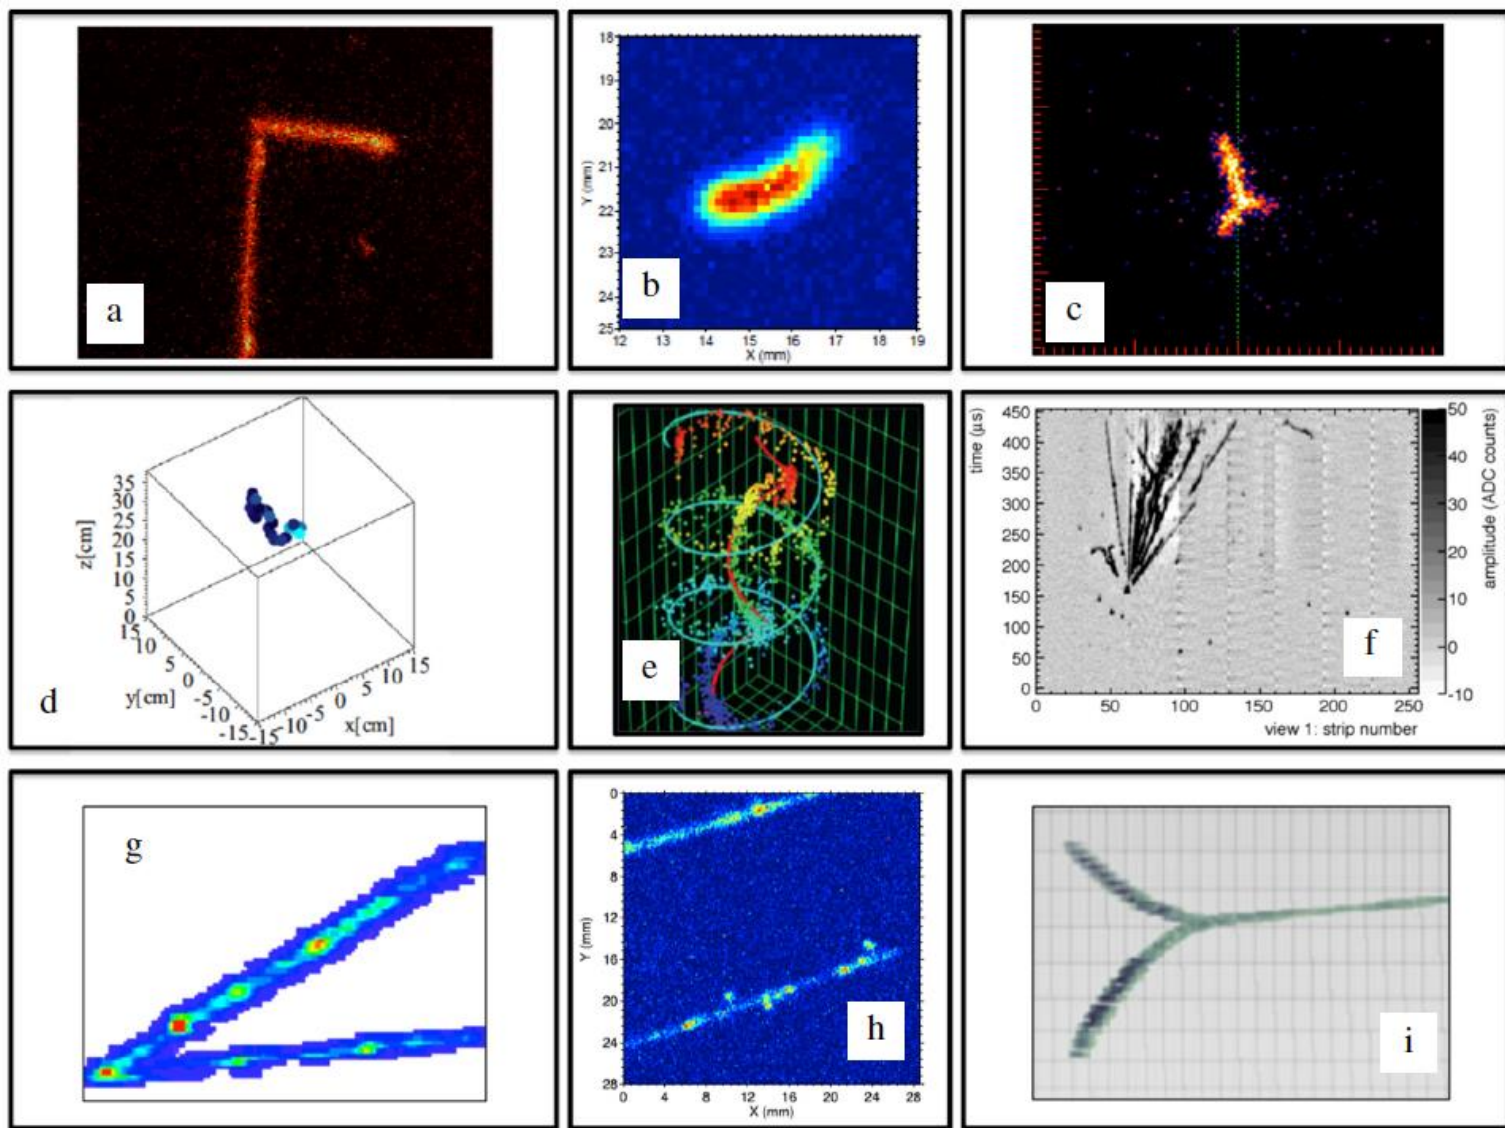 a
18
19
20
21
22
23
24
25
Y (mm)
12 13 14 15 16 17 18 19
X (mm)
b
c
35
30
25
20
15
10
5
0
z[cm]
15
10
5
0
-5
-10
-15
y[cm]
-15
-10
-5
0
5
10
15
x[cm]
d
e
450
400
350
300
250
200
150
100
50
0
time (μs)
0 50 100 150 200 250
view 1: strip number
50
40
30
20
10
0
-10
amplitude (ADC counts)
f
g
0
4
8
12
16
20
24
28
Y (mm)
0 4 8 12 16 20 24 28
X (mm)
h
i